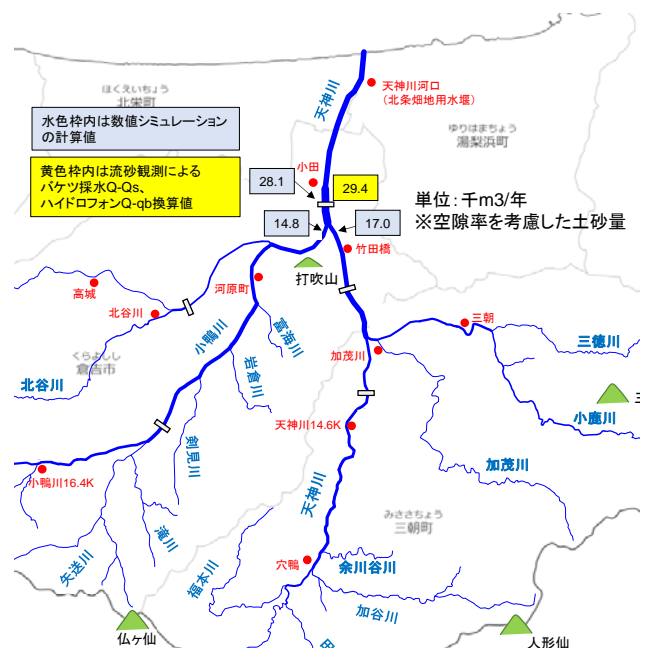 ほくえいちょう
北栄町
天神川
天神川河口
(北条畑地用水堰)
水色枠内は数値シミュレーション
の計算値
ゆりはまちょう
湯梨浜町
黄色枠内は流砂観測による
バケツ採水Q-Qs、
ハイドロフォンQ-qb換算値
小田
28.1
29.4
単位:千m3/年
※空隙率を考慮した土砂量
14.8
17.0
竹田橋
打吹山
高城
河原町
北谷川
小鴨川
富海川
三朝
三徳川
くらよしし
倉吉市
岩倉川
加茂川
北谷川
小鹿川
天神川14.6K
剣見川
加茂川
小鴨川16.4K
天神川
みささちょう
三朝町
滝川
矢送川
福本川
穴鴨
余川谷川
加谷川
仏ヶ仙
人形仙